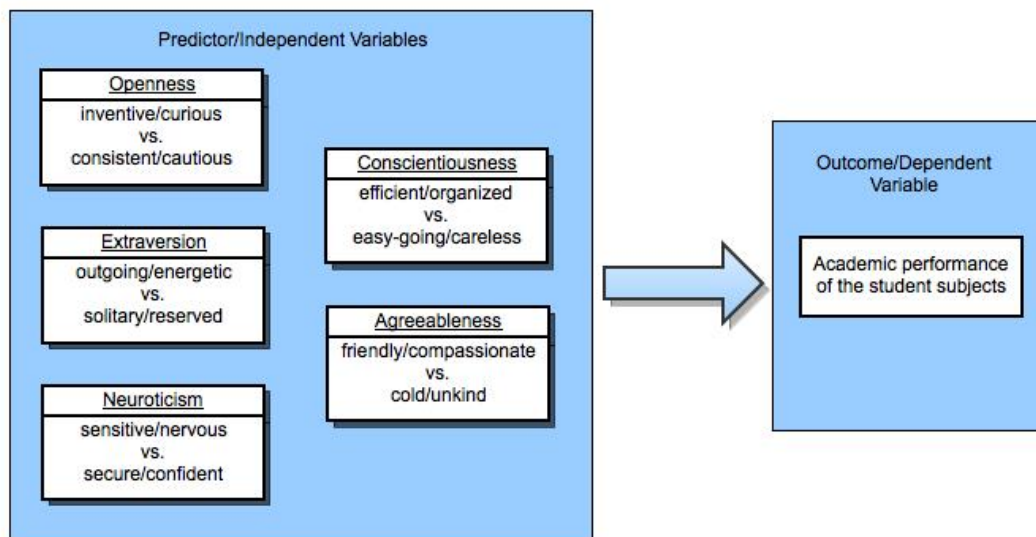 Predictor/Independent Variables
Openness
inventive/curious
vs.
consistent/cautious
Extraversion
outgoing/energetic
vs.
solitary/reserved
Neuroticism
sensitive/nervous
vs.
secure/confident
Conscientiousness
efficient/organized
vs.
easy-going/careless
Agreeableness
friendly/compassionate
vs.
cold/unkind
Outcome/Dependent
Variable
Academic performance
of the student subjects